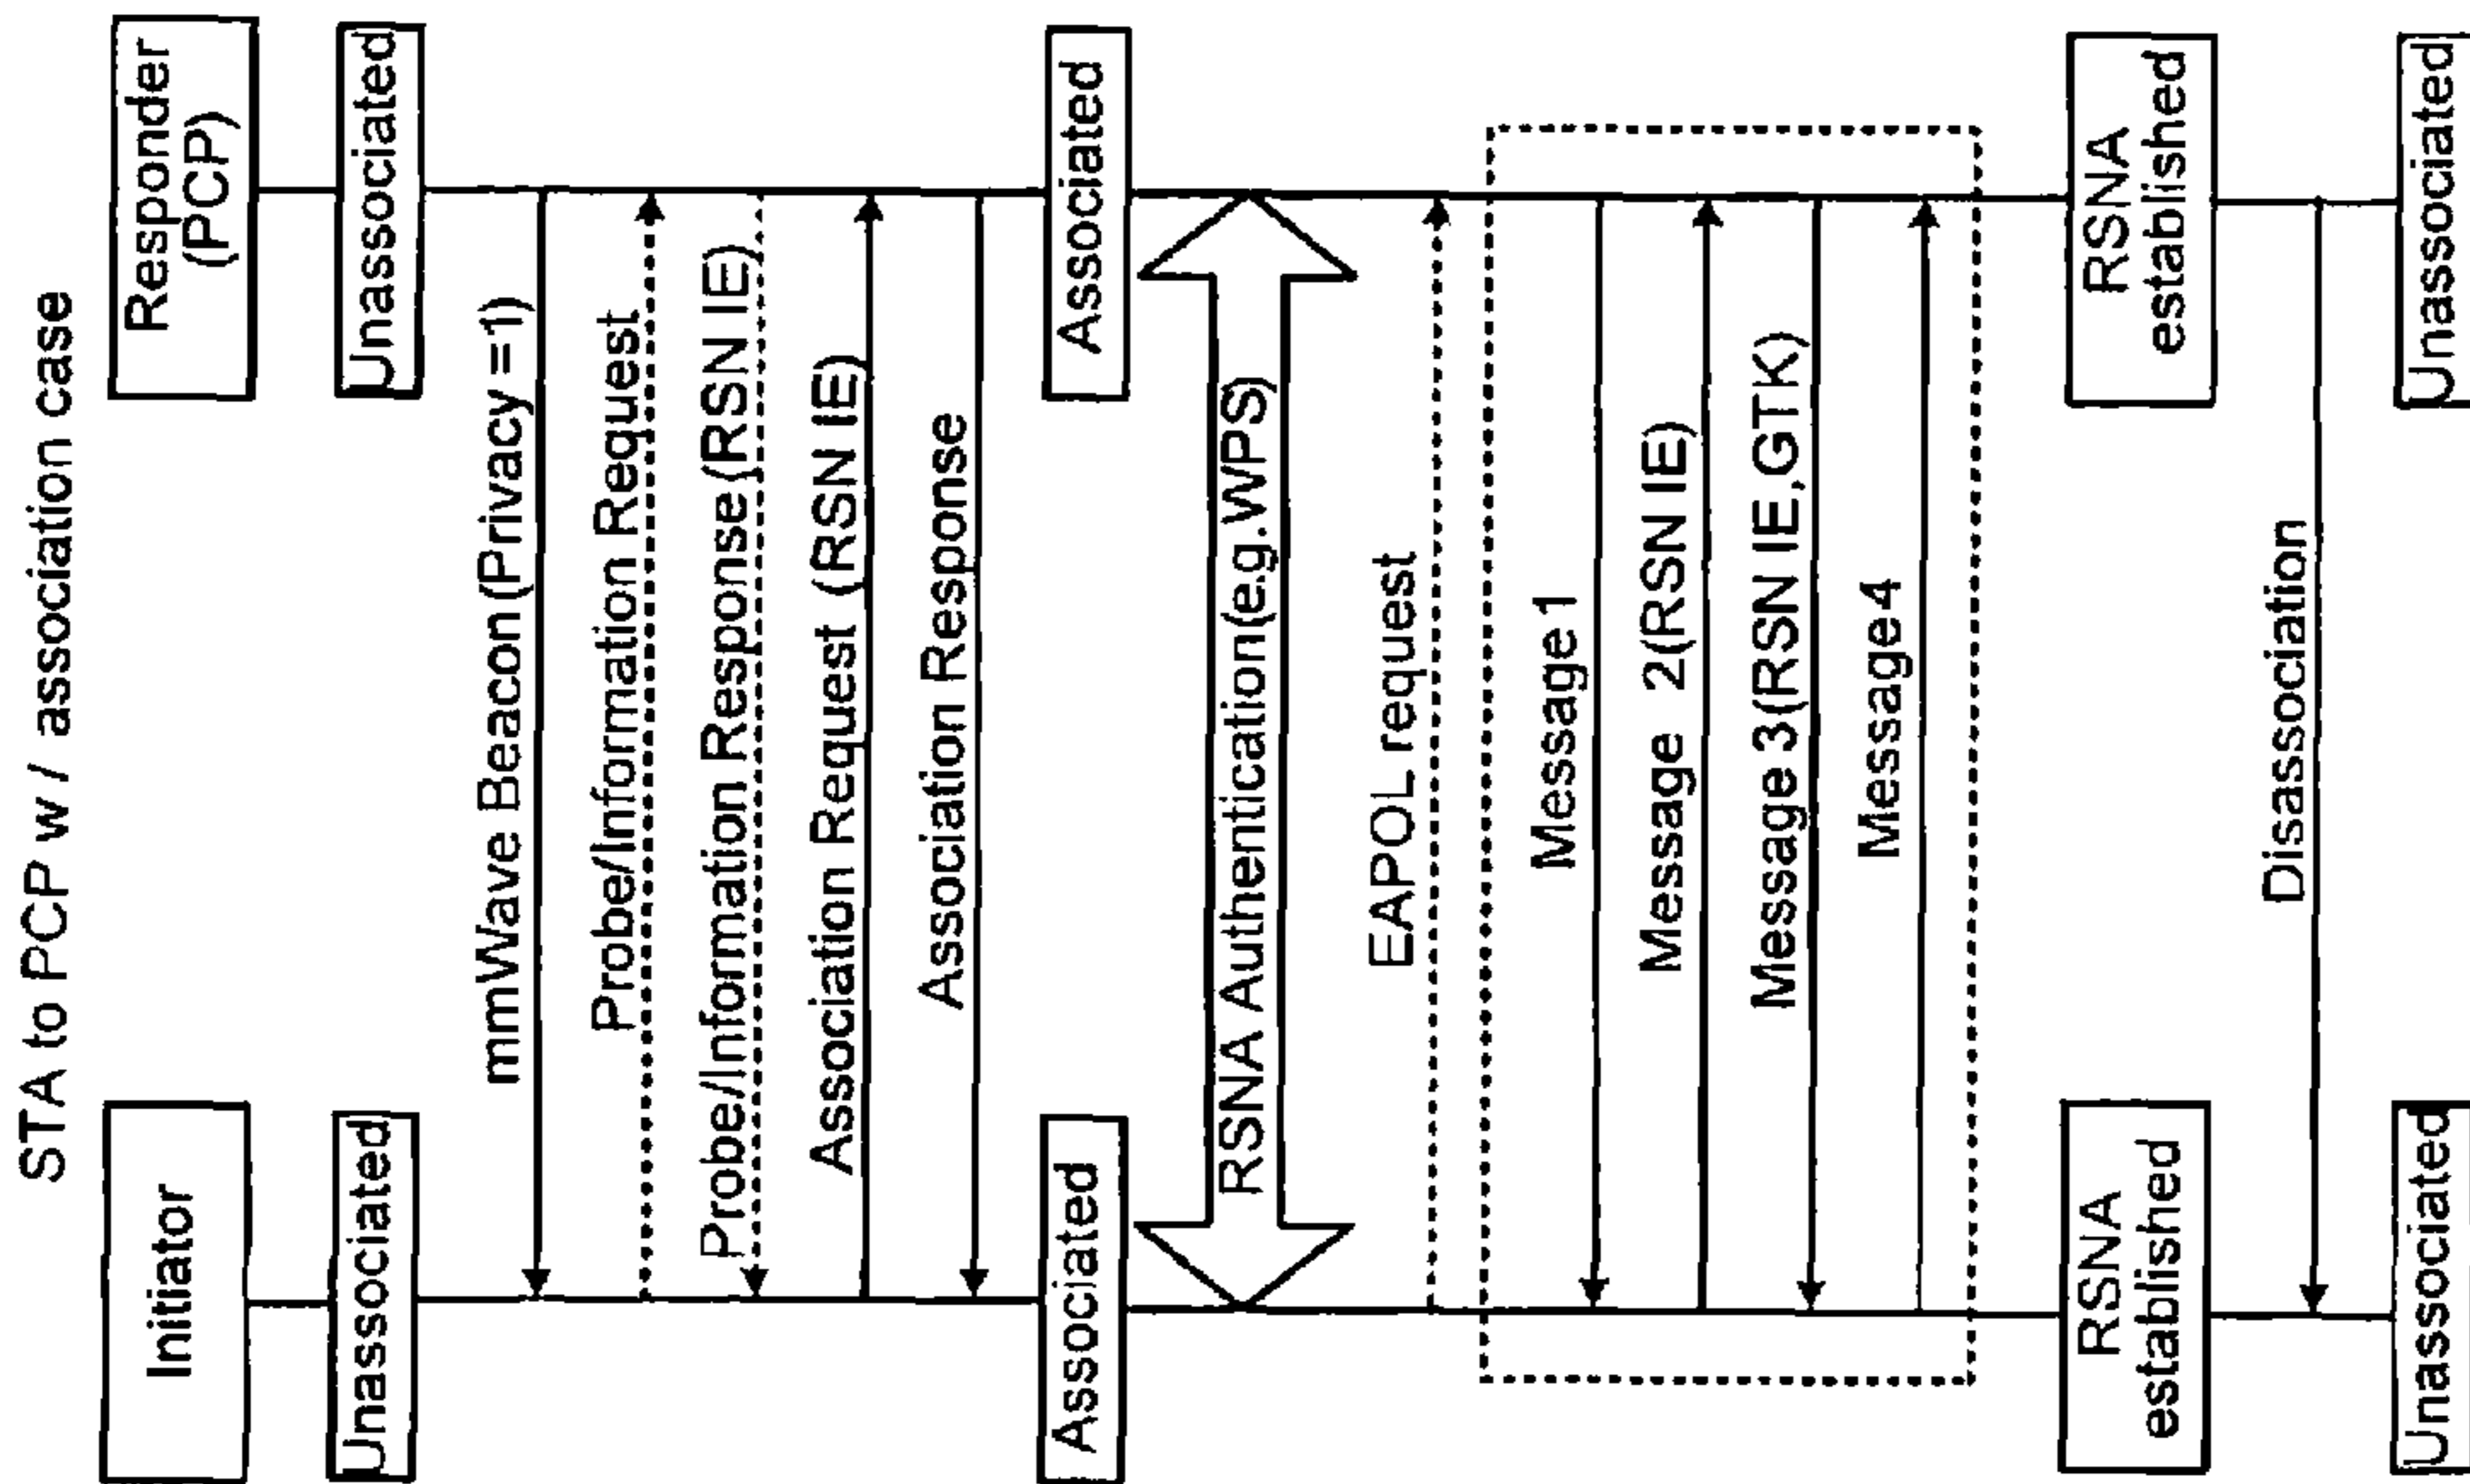 STA to PCP w / association case
Initiator
Responder
(PCP)
Unassociated
Unassociated
mmWave Beacon(Privacy =1)
Probe/Information Request
Probe/Information Response(RSN IE)
Association Request (RSN IE)
Association Response
Associated
Associated
RSNA Authentication(e.g.WPS)
EAPOL request
Message 1
Message 2(RSN IE)
Message 3(RSN IE,GTK)
Message 4
RSNA
established
RSNA
established
Disassociation
Unassociated
Unassociated